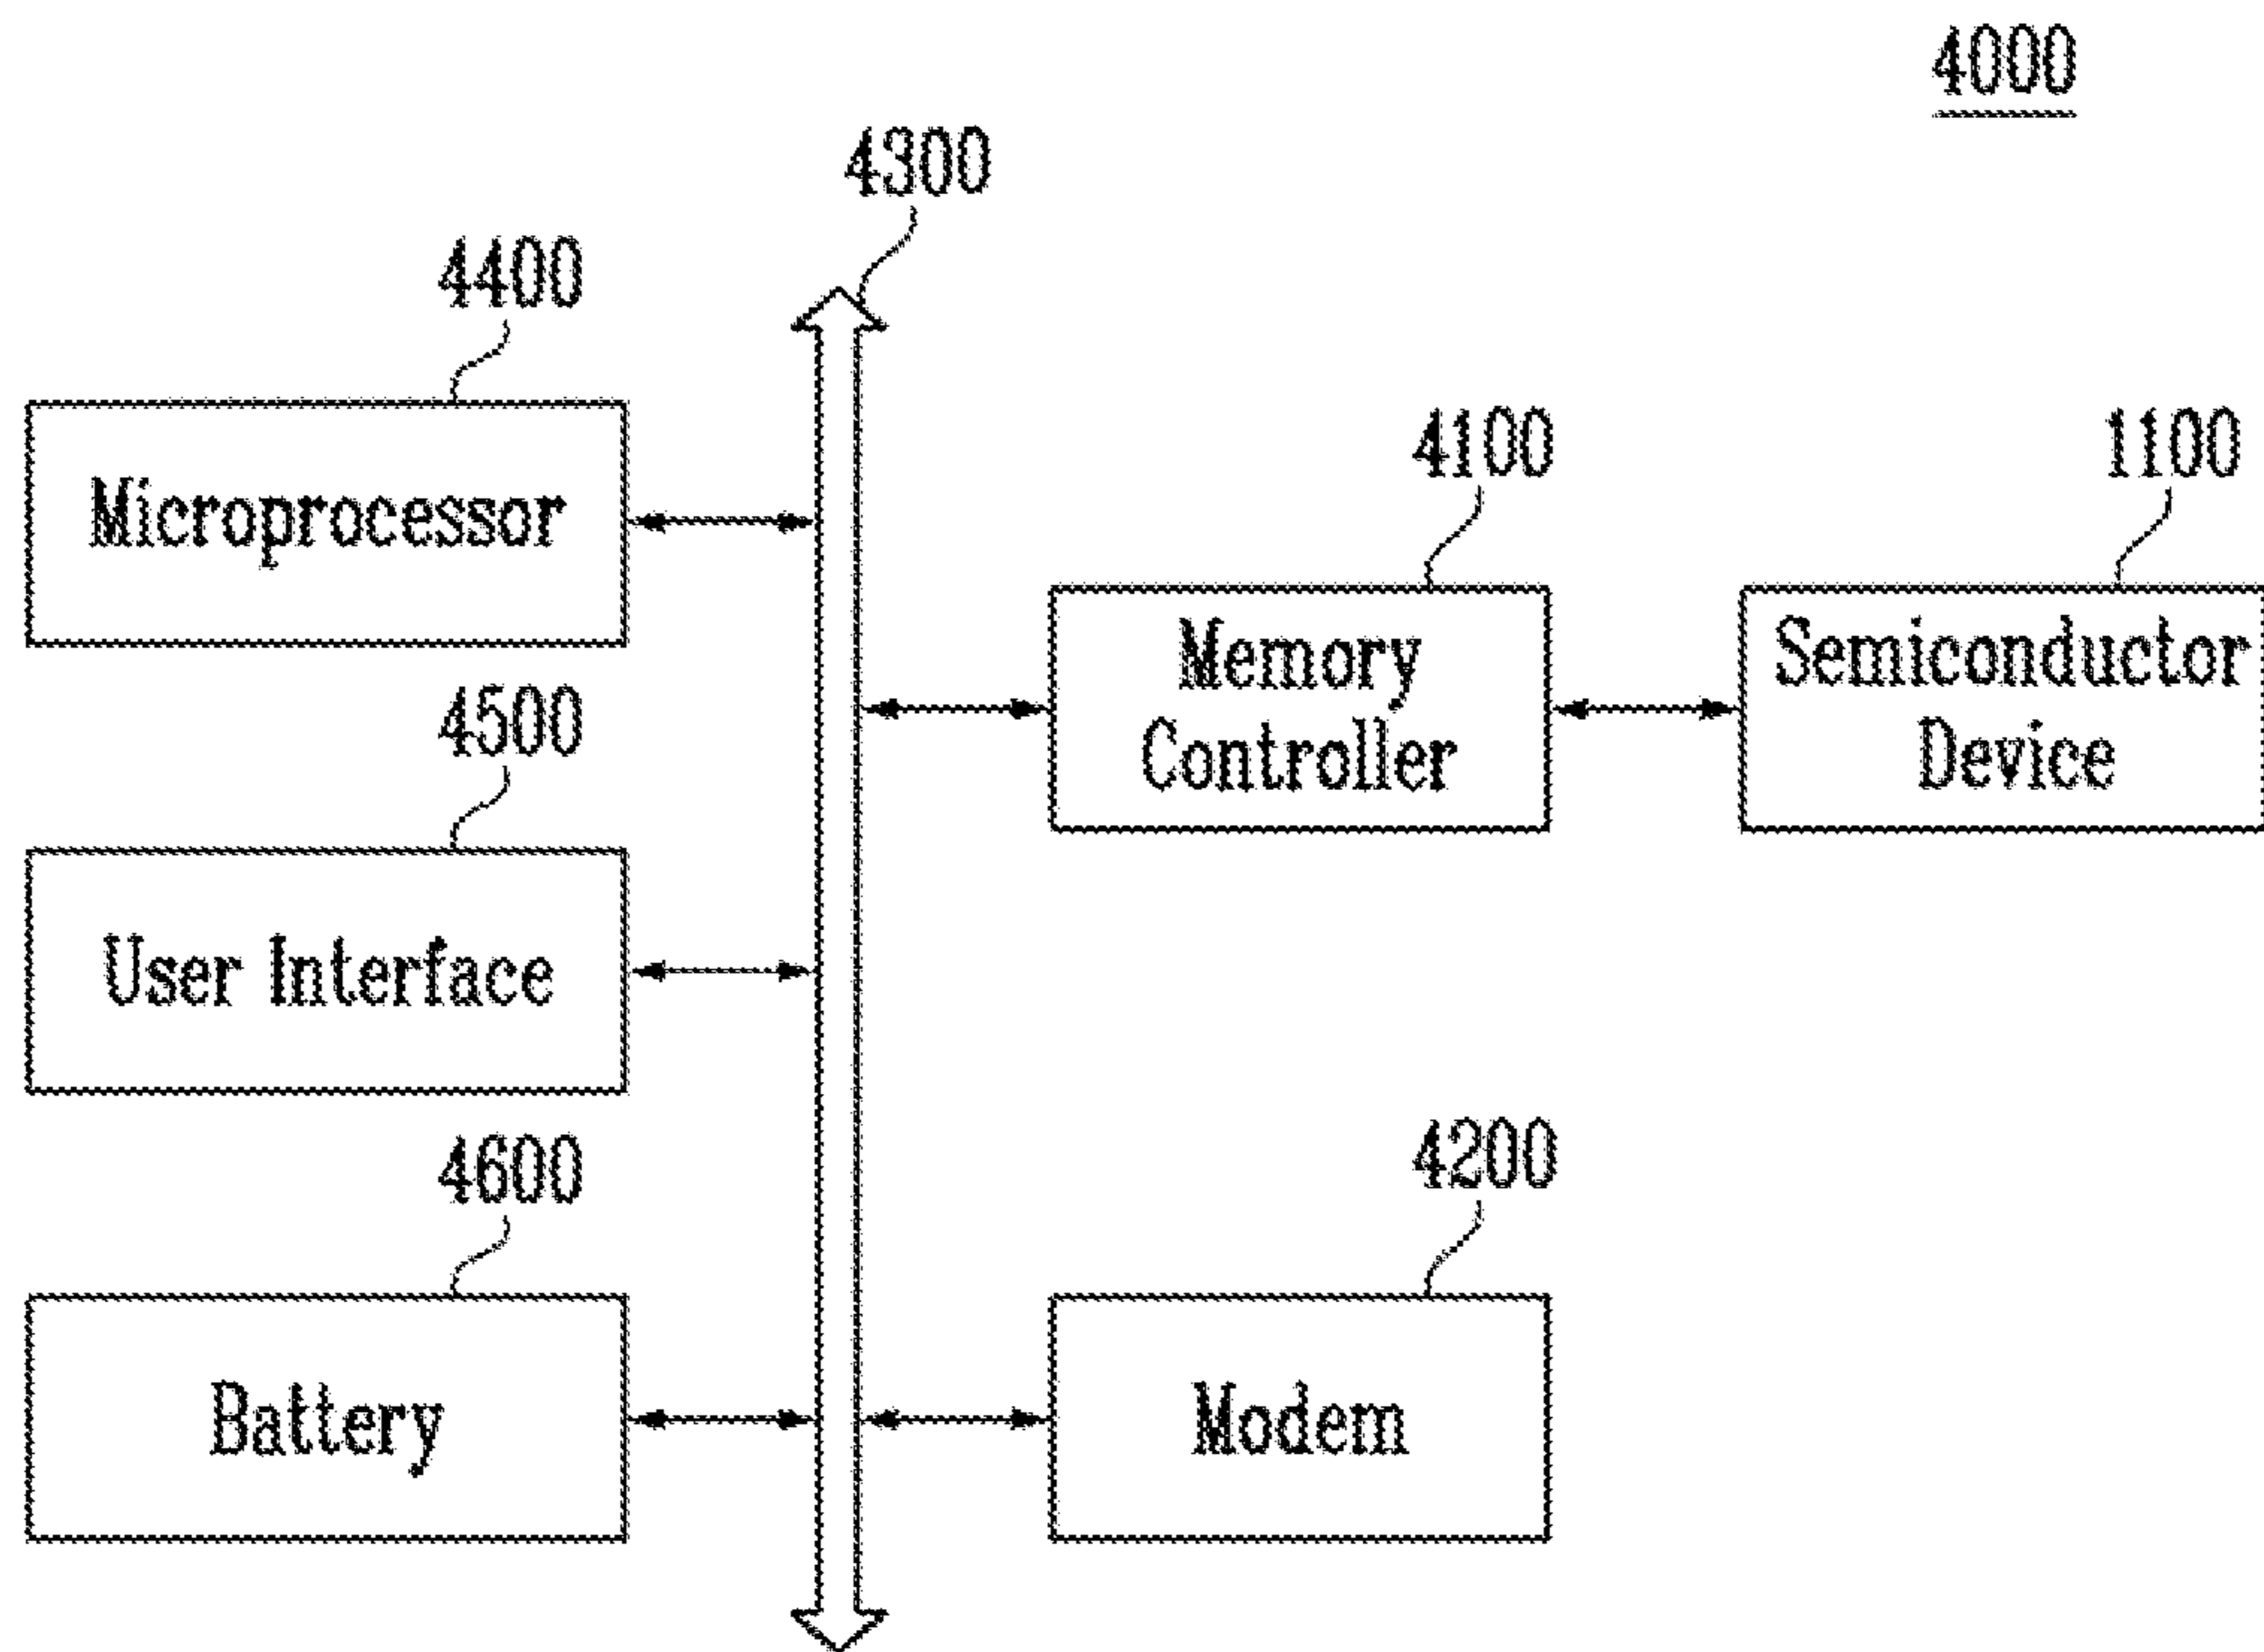 4000
4300
4400
Microprocessor
4100
1100
Memory
Controller
Semiconductor
Device
4500
User Interface
4600
Battery
4200
Modem